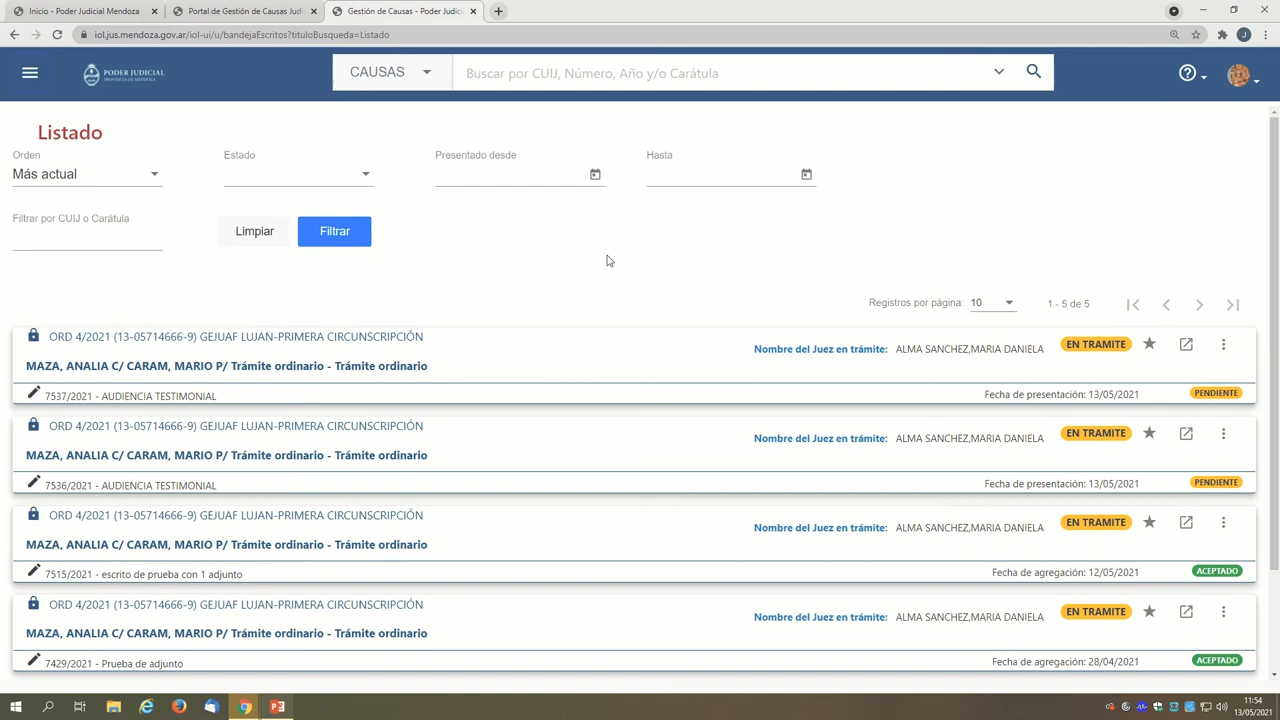 Inicio - Poder Judicial Mendoza
Portal de Gestión de Causas Judi
Gestión de Causas - Poder Judicia
iol.jus.mendoza.gov.ar/iol-ui/u/bandejaEscritos?tituloBusqueda=Listado
PODER JUDICIAL
PROVINCIA DE MENDOZA
CAUSAS
Buscar por CUIJ, Número, Año y/o Carátula
Listado
Orden
Estado
Presentado desde
Hasta
Más actual
Filtrar por CUIJ o Carátula
Limpiar
Filtrar
Registros por página: 10
1 - 5 de 5
ORD 4/2021 (13-05714666-9) GEJUAF LUJAN-PRIMERA CIRCUNSCRIPCIÓN
Nombre del Juez en trámite: ALMA SANCHEZ,MARIA DANIELA
EN TRAMITE
MAZA, ANALIA C/ CARAM, MARIO P/ Trámite ordinario - Trámite ordinario
7537/2021 - AUDIENCIA TESTIMONIAL
Fecha de presentación: 13/05/2021
PENDIENTE
ORD 4/2021 (13-05714666-9) GEJUAF LUJAN-PRIMERA CIRCUNSCRIPCIÓN
Nombre del Juez en trámite: ALMA SANCHEZ,MARIA DANIELA
EN TRAMITE
MAZA, ANALIA C/ CARAM, MARIO P/ Trámite ordinario - Trámite ordinario
7536/2021 - AUDIENCIA TESTIMONIAL
Fecha de presentación: 13/05/2021
PENDIENTE
ORD 4/2021 (13-05714666-9) GEJUAF LUJAN-PRIMERA CIRCUNSCRIPCIÓN
Nombre del Juez en trámite: ALMA SANCHEZ,MARIA DANIELA
EN TRAMITE
MAZA, ANALIA C/ CARAM, MARIO P/ Trámite ordinario - Trámite ordinario
7515/2021 - escrito de prueba con 1 adjunto
Fecha de agregación: 12/05/2021
ACEPTADO
ORD 4/2021 (13-05714666-9) GEJUAF LUJAN-PRIMERA CIRCUNSCRIPCIÓN
Nombre del Juez en trámite: ALMA SANCHEZ,MARIA DANIELA
EN TRAMITE
MAZA, ANALIA C/ CARAM, MARIO P/ Trámite ordinario - Trámite ordinario
7429/2021 - Prueba de adjunto
Fecha de agregación: 28/04/2021
ACEPTADO
11:54
13/05/2021